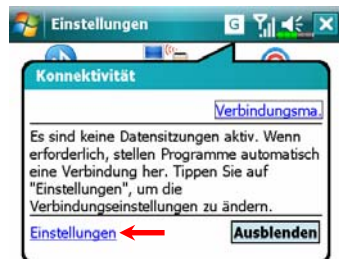 Einstellungen G
Konnektivität
Verbindungsma.
Es sind keine Datensitzungen aktiv. Wenn
erforderlich, stellen Programme automatisch
eine Verbindung her. Tippen Sie auf
"Einstellungen", um die
Verbindungseinstellungen zu ändern.
Einstellungen Ausblenden